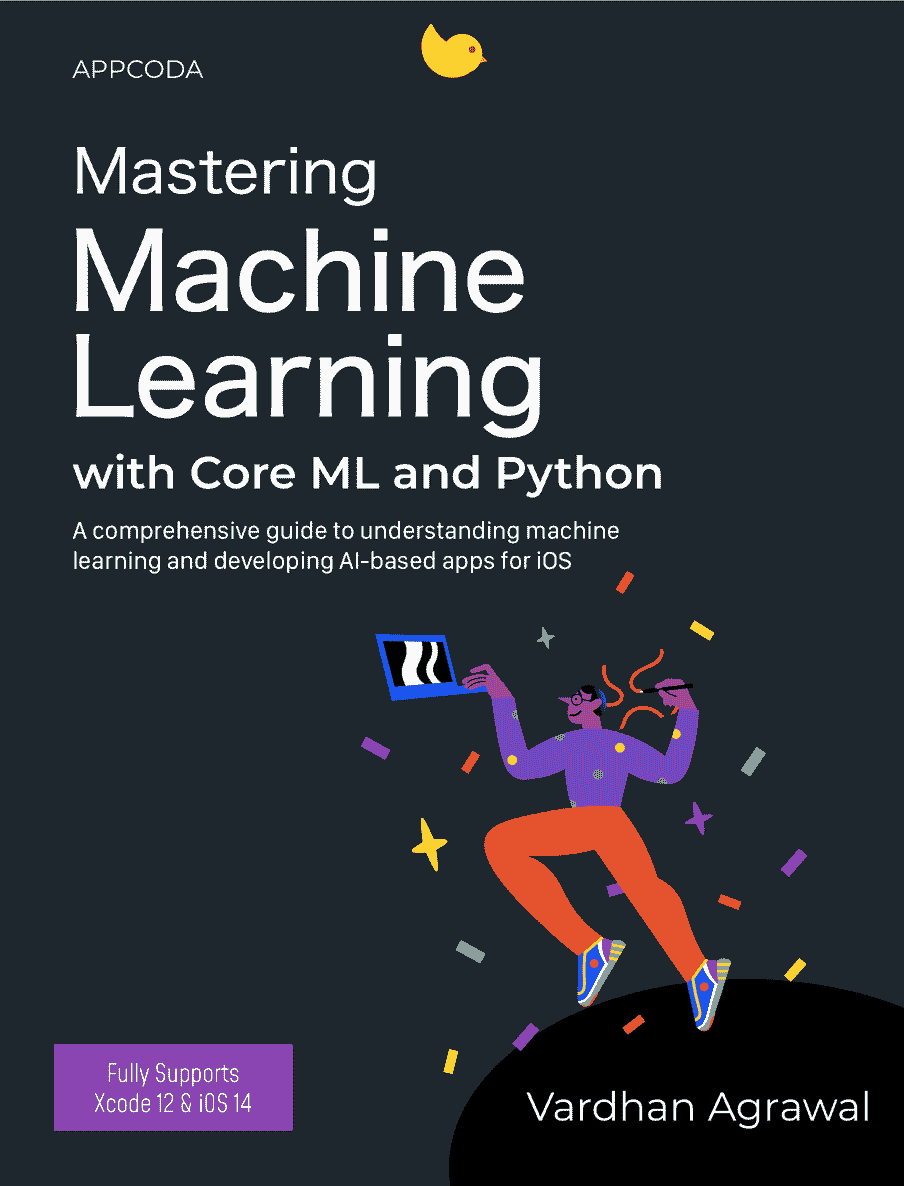 APPCODA
Mastering
Machine
Learning
with Core ML and Python
A comprehensive guide to understanding machine
learning and developing AI-based apps for iOS
Fully Supports
Xcode 12 & iOS 14
Vardhan Agrawal